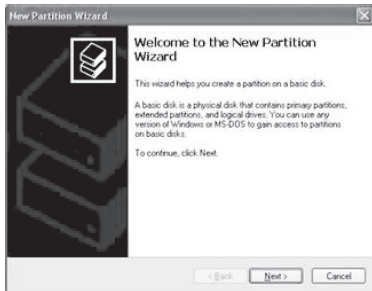 New Partition Wizard
Welcome to the New Partition
Wizard
This wizard helps you create a partition on a basic disk.
A basic disk is a physical disk that contains primary partitions,
extended partitions, and logical drives. You can use any
version of Windows or MS-DOS to gain access to partitions
on basic disks.
To continue, click Next.
< Back Next > Cancel